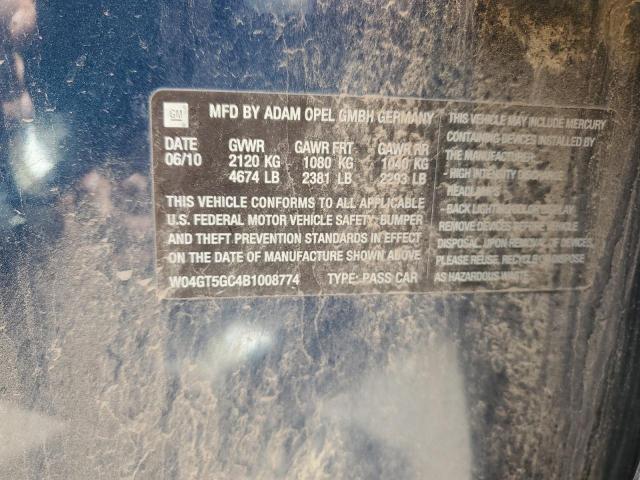 GM
MFD BY ADAM OPEL GMBH GERMANY
DATE GVWR GAWR FRT GAWR RR
06/10 2120 KG 1080 KG 1040 KG
4674 LB 2381 LB 2293 LB
THIS VEHICLE CONFORMS TO ALL APPLICABLE
U.S. FEDERAL MOTOR VEHICLE SAFETY, BUMPER
AND THEFT PREVENTION STANDARDS IN EFFECT
ON THE DATE OF MANUFACTURE SHOWN ABOVE
W04GT5GC4B1008774 TYPE: PASS CAR
THIS VEHICLE MAY INCLUDE MERCURY
CONTAINING DEVICES INSTALLED BY
THE MANUFACTURER:
- HIGH INTENSITY DISCHARGE
HEADLAMPS
- BACK LIGHTING DISPLAY
REMOVE DEVICES BEFORE VEHICLE
DISPOSAL. UPON REMOVAL OF DEVICES,
PLEASE REUSE, RECYCLE OR DISPOSE
AS HAZARDOUS WASTE.